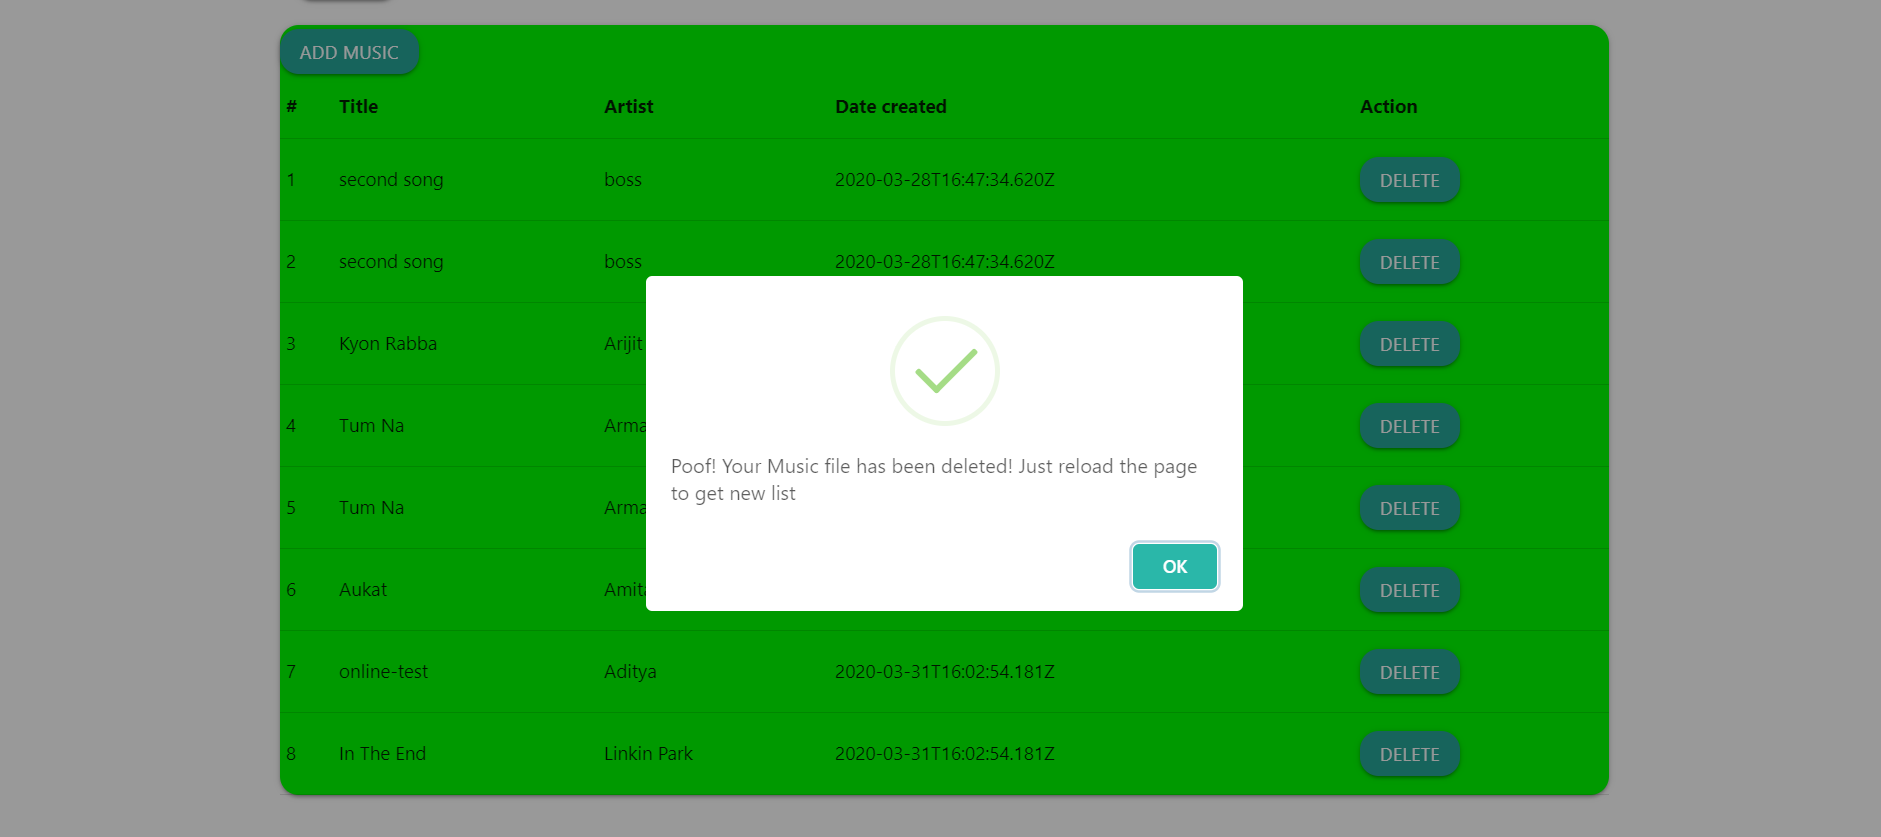 ADD MUSIC
# Title Artist Date created Action
1 second song boss 2020-03-28T16:47:34.620Z DELETE
2 second song boss 2020-03-28T16:47:34.620Z DELETE
3 Kyon Rabba Arijit DELETE
4 Tum Na DELETE
5 Tum Na DELETE
6 Aukat DELETE
7 online-test Aditya 2020-03-31T16:02:54.181Z DELETE
8 In The End Linkin Park 2020-03-31T16:02:54.181Z DELETE
Poof! Your Music file has been deleted! Just reload the page
to get new list
OK